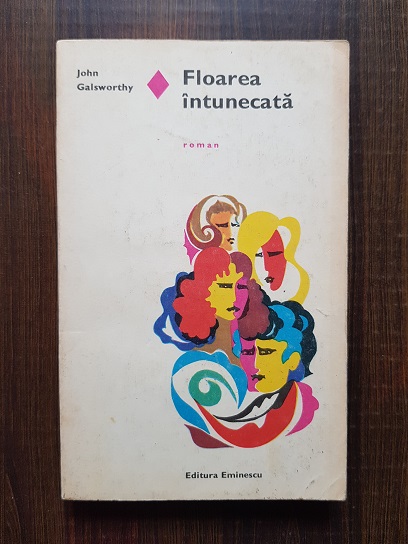 John
Galsworthy
Floarea
întunecată
roman
Editura Eminescu